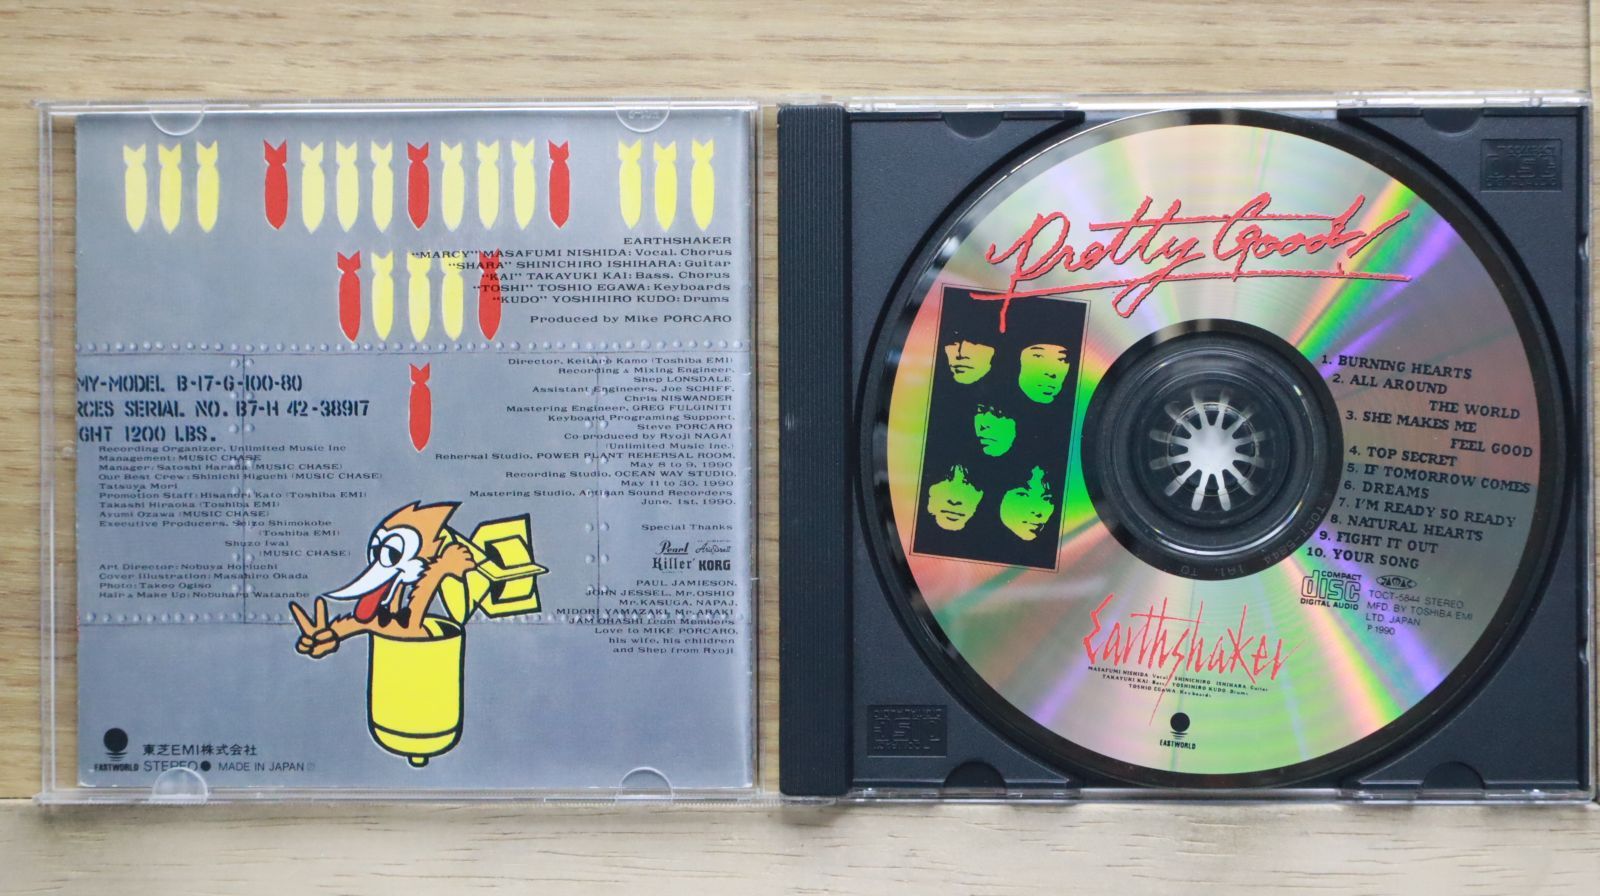 EARTHSHAKER
"MARCY" MASAFUMI NISHIDA: Vocal, Chorus
"SHARA" SHINICHIRO ISHIHARA: Guitar
"KAI" TAKAYUKI KAI: Bass. Chorus
"TOSHI" TOSHIO EGAWA: Keyboards
"KUDO" YOSHIHIRO KUDO: Drums
Produced by Mike PORCARO
MY-MODEL B-17-G-100-80
RCES SERIAL NO. B7-H 42-38917
GHT 1200 LBS.
Recording Organizer, Unlimited Music Inc
Management: MUSIC CHASE
Manager: Satoshi Harada (MUSIC CHASE)
Our Best Crew: Shinichi Higuchi (MUSIC CHASE)
Tatsuya Mori
Promotion Staff: Hisanori Kato (Toshiba EMI)
Takashi Hiraoka (Toshiba EMI)
Ayumi Ozawa (MUSIC CHASE)
Executive Producers, Seizo Shimokobe
(Toshiba EMI)
Shuzo Iwai
(MUSIC CHASE)
Art Director: Nobuya Horiuchi
Cover Illustration: Masahiro Okada
Photo: Takeo Ogiso
Hair & Make Up: Nobuharu Watanabe
Director, Keitaro Kamo (Toshiba EMI)
Recording & Mixing Engineer,
Shep LONSDALE
Assistant Engineers, Joe SCHIFF,
Chris NISWANDER
Mastering Engineer, GREG FULGINITI
Keyboard Programing Support,
Steve PORCARO
Co-produced by Ryoji NAGAI
(Unlimited Music Inc.)
Rehersal Studio, POWER PLANT REHERSAL ROOM,
May 8 to 9, 1990
Recording Studio, OCEAN WAY STUDIO,
May 11 to 30, 1990
Mastering Studio, Artisan Sound Recorders
June, 1st, 1990.
Special Thanks
Pearl AriaProII
Killer KORG
PAUL JAMIESON,
JOHN JESSEL, Mr.OSHIO
Mr.KASUGA, NAPAJ,
MIDORI YAMAZAKI, Mr.ARAKI
JAM OHASHI from Members
Love to MIKE PORCARO,
his wife, his children
and Shep from Ryoji
EASTWORLD
東芝EMI株式会社
STEREO MADE IN JAPAN
Pretty Good!
1. BURNING HEARTS
2. ALL AROUND
THE WORLD
3. SHE MAKES ME
FEEL GOOD
4. TOP SECRET
5. IF TOMORROW COMES
6. DREAMS
7. I'M READY SO READY
8. NATURAL HEARTS
9. FIGHT IT OUT
10. YOUR SONG
COMPACT
disc
DIGITAL AUDIO
TOCT-5844 STEREO
MFD. BY TOSHIBA EMI
LTD. JAPAN
℗1990
Earthshaker
MASAFUMI NISHIDA: Vocal SHINICHIRO ISHIHARA: Guitar
TAKAYUKI KAI: Bass YOSHIHIRO KUDO: Drums
TOSHIO EGAWA: Keyboards
EASTWORLD